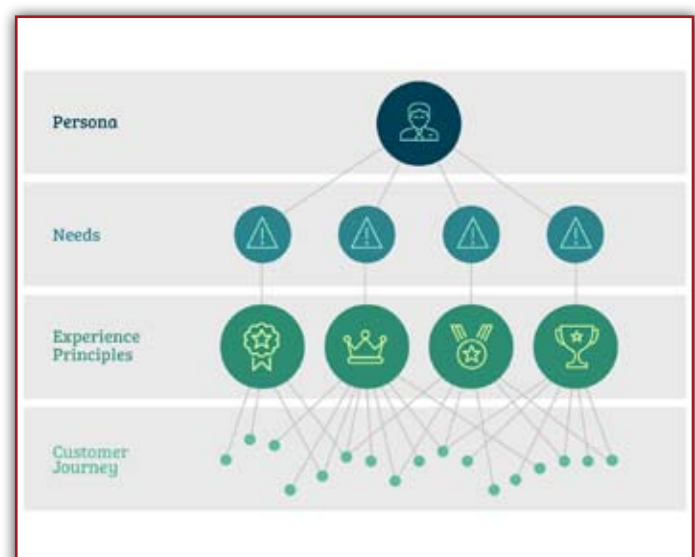 Persona
Needs
Experience
Principles
Customer
Journey